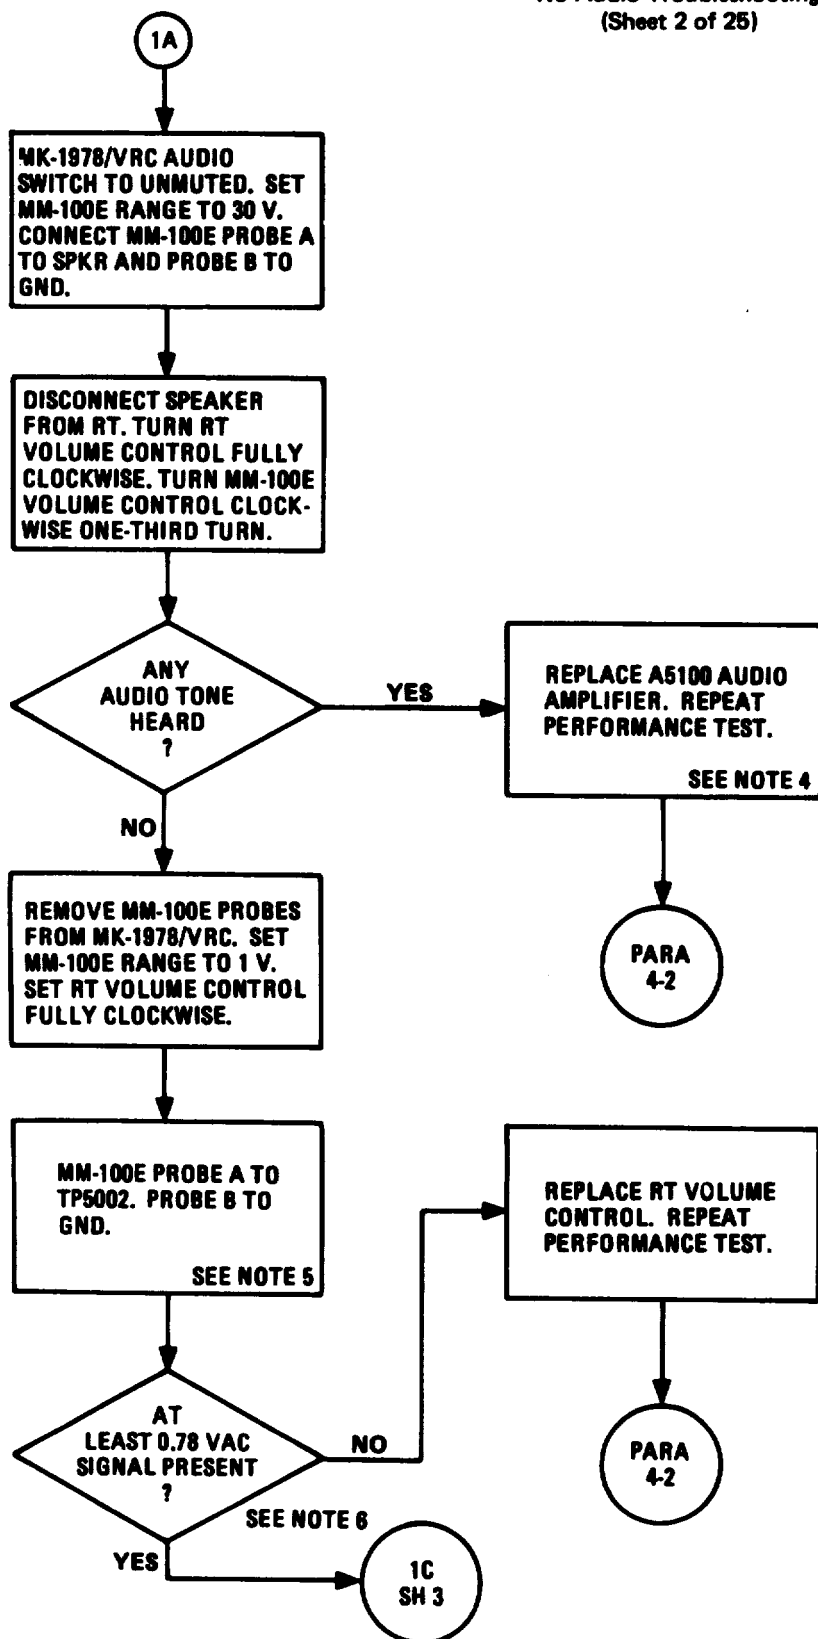 (Sheet 2 of 25)
1A
MK-1978/VRC AUDIO
SWITCH TO UNMUTED. SET
MM-100E RANGE TO 30 V.
CONNECT MM-100E PROBE A
TO SPKR AND PROBE B TO
GND.
DISCONNECT SPEAKER
FROM RT. TURN RT
VOLUME CONTROL FULLY
CLOCKWISE. TURN MM-100E
VOLUME CONTROL CLOCK-
WISE ONE-THIRD TURN.
ANY
AUDIO TONE
HEARD
?
YES
REPLACE A5100 AUDIO
AMPLIFIER. REPEAT
PERFORMANCE TEST.
SEE NOTE 4
PARA
4-2
NO
REMOVE MM-100E PROBES
FROM MK-1978/VRC. SET
MM-100E RANGE TO 1 V.
SET RT VOLUME CONTROL
FULLY CLOCKWISE.
MM-100E PROBE A TO
TP5002. PROBE B TO
GND.
SEE NOTE 5
AT
LEAST 0.78 VAC
SIGNAL PRESENT
?
SEE NOTE 6
NO
REPLACE RT VOLUME
CONTROL. REPEAT
PERFORMANCE TEST.
PARA
4-2
YES
1C
SH 3